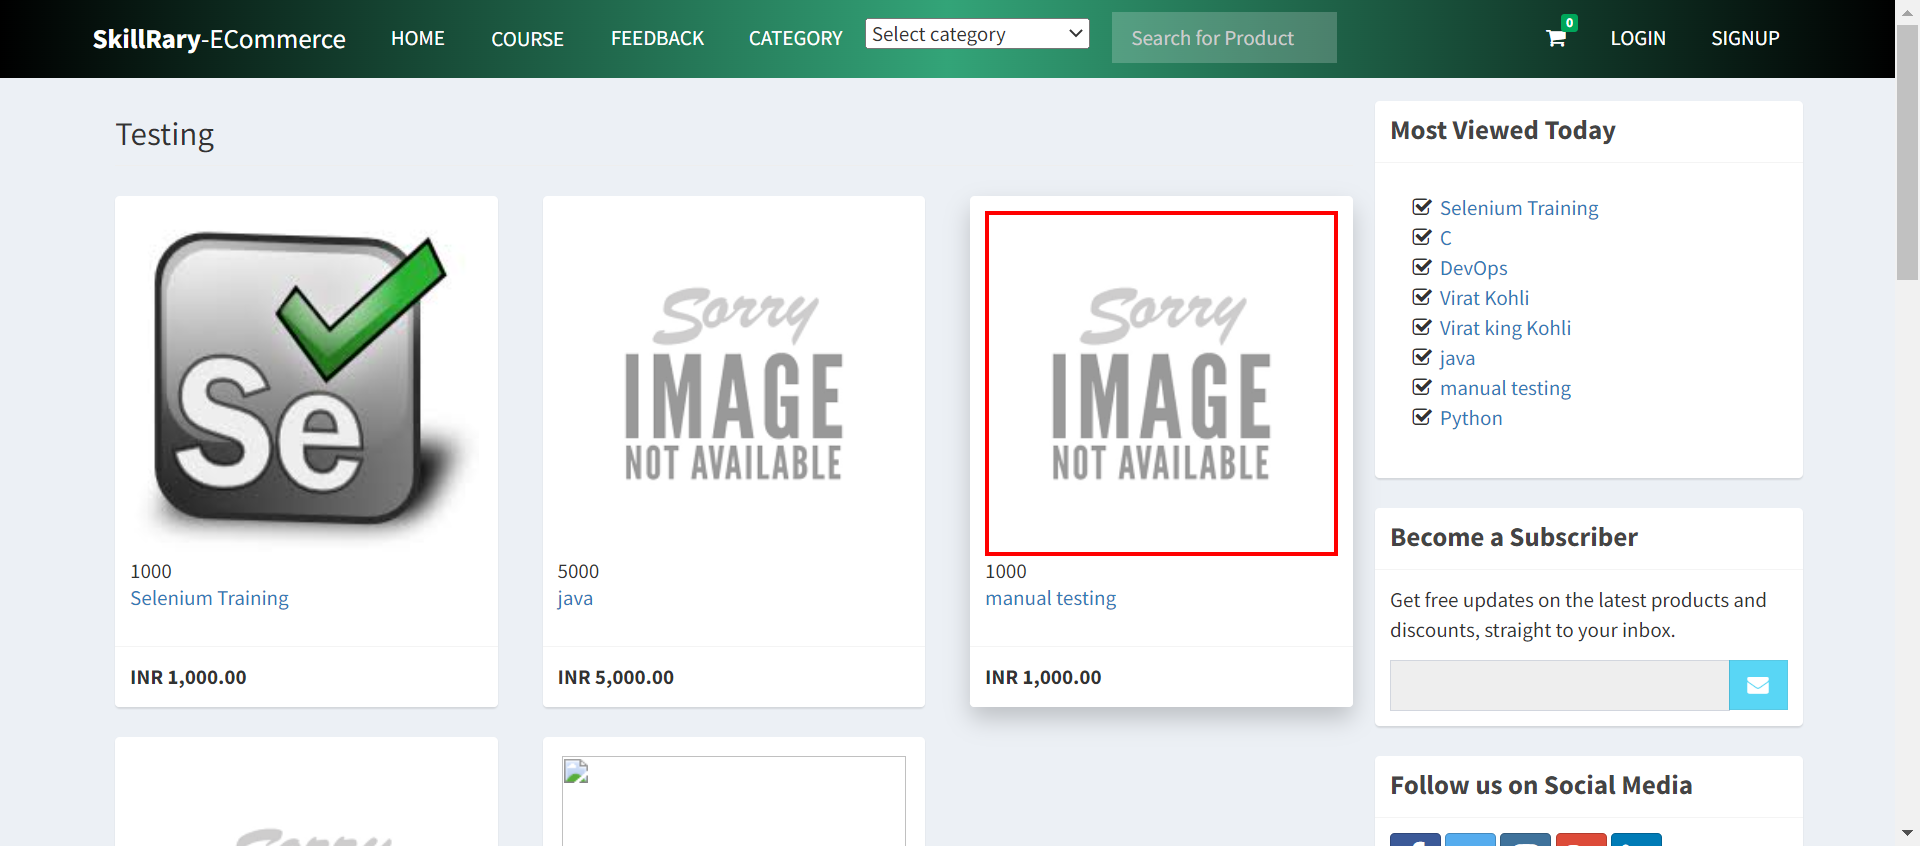 SkillRary-ECommerce HOME COURSE FEEDBACK CATEGORY Select category Search for Product 0 LOGIN SIGNUP
Testing
Se
1000
Selenium Training
INR 1,000.00
Sorry
IMAGE
NOT AVAILABLE
5000
java
INR 5,000.00
Sorry
IMAGE
NOT AVAILABLE
1000
manual testing
INR 1,000.00
Sorry
Most Viewed Today
Selenium Training
C
DevOps
Virat Kohli
Virat king Kohli
java
manual testing
Python
Become a Subscriber
Get free updates on the latest products and
discounts, straight to your inbox.
Follow us on Social Media